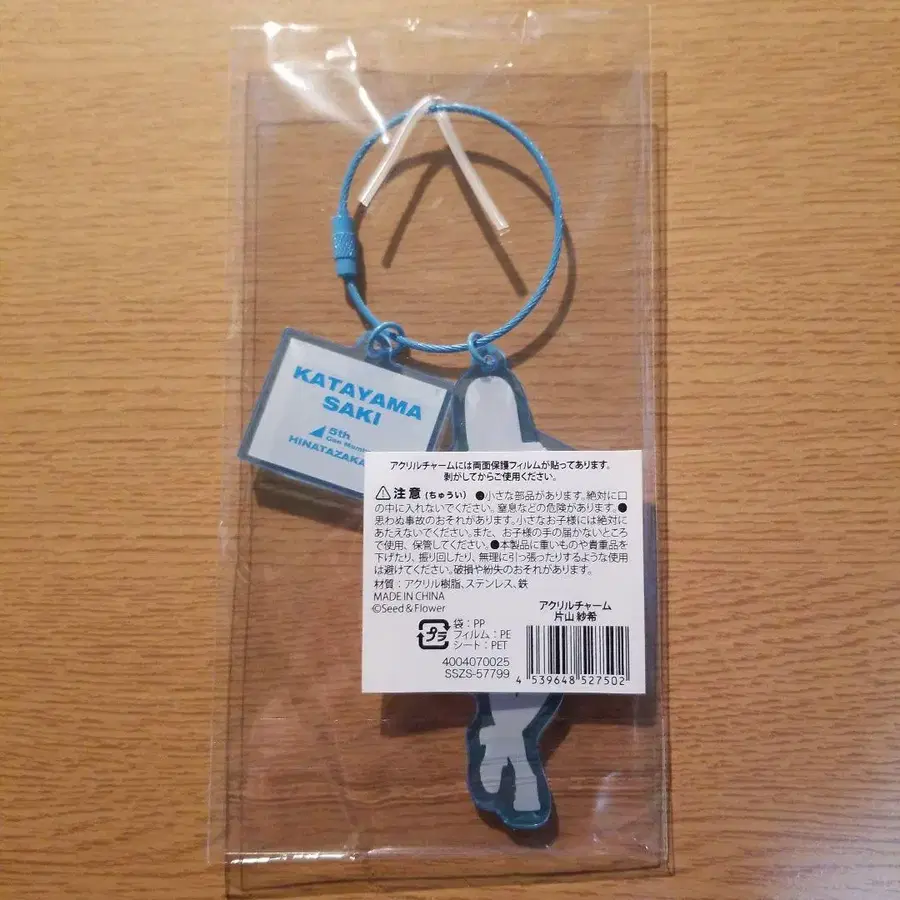 KATAYAMA
SAKI
5th
Gen
HINATAZAKA
アクリルチャームには両面保護フィルムが貼ってあります。
剥がしてからご使用ください。
⚠注意(ちゅうい) ●小さな部品があります。絶対に口
の中に入れないでください。窒息などの危険があります。●
思わぬ事故のおそれがあります。小さなお子様には絶対に
あたえないでください。また、お子様の手の届かないところ
で使用、保管してください。●本製品に重いものや貴重品を
下げたり、振り回したり、無理に引っ張ったりするような使用
は避けてください。破損や紛失のおそれがあります。
材質:アクリル樹脂、ステンレス、鉄
MADE IN CHINA
©Seed&Flower
アクリルチャーム
片山 紗希
プラ
袋:PP
フィルム:PE
シート:PET
4004070025
SSZS-57799
4 539648 527502